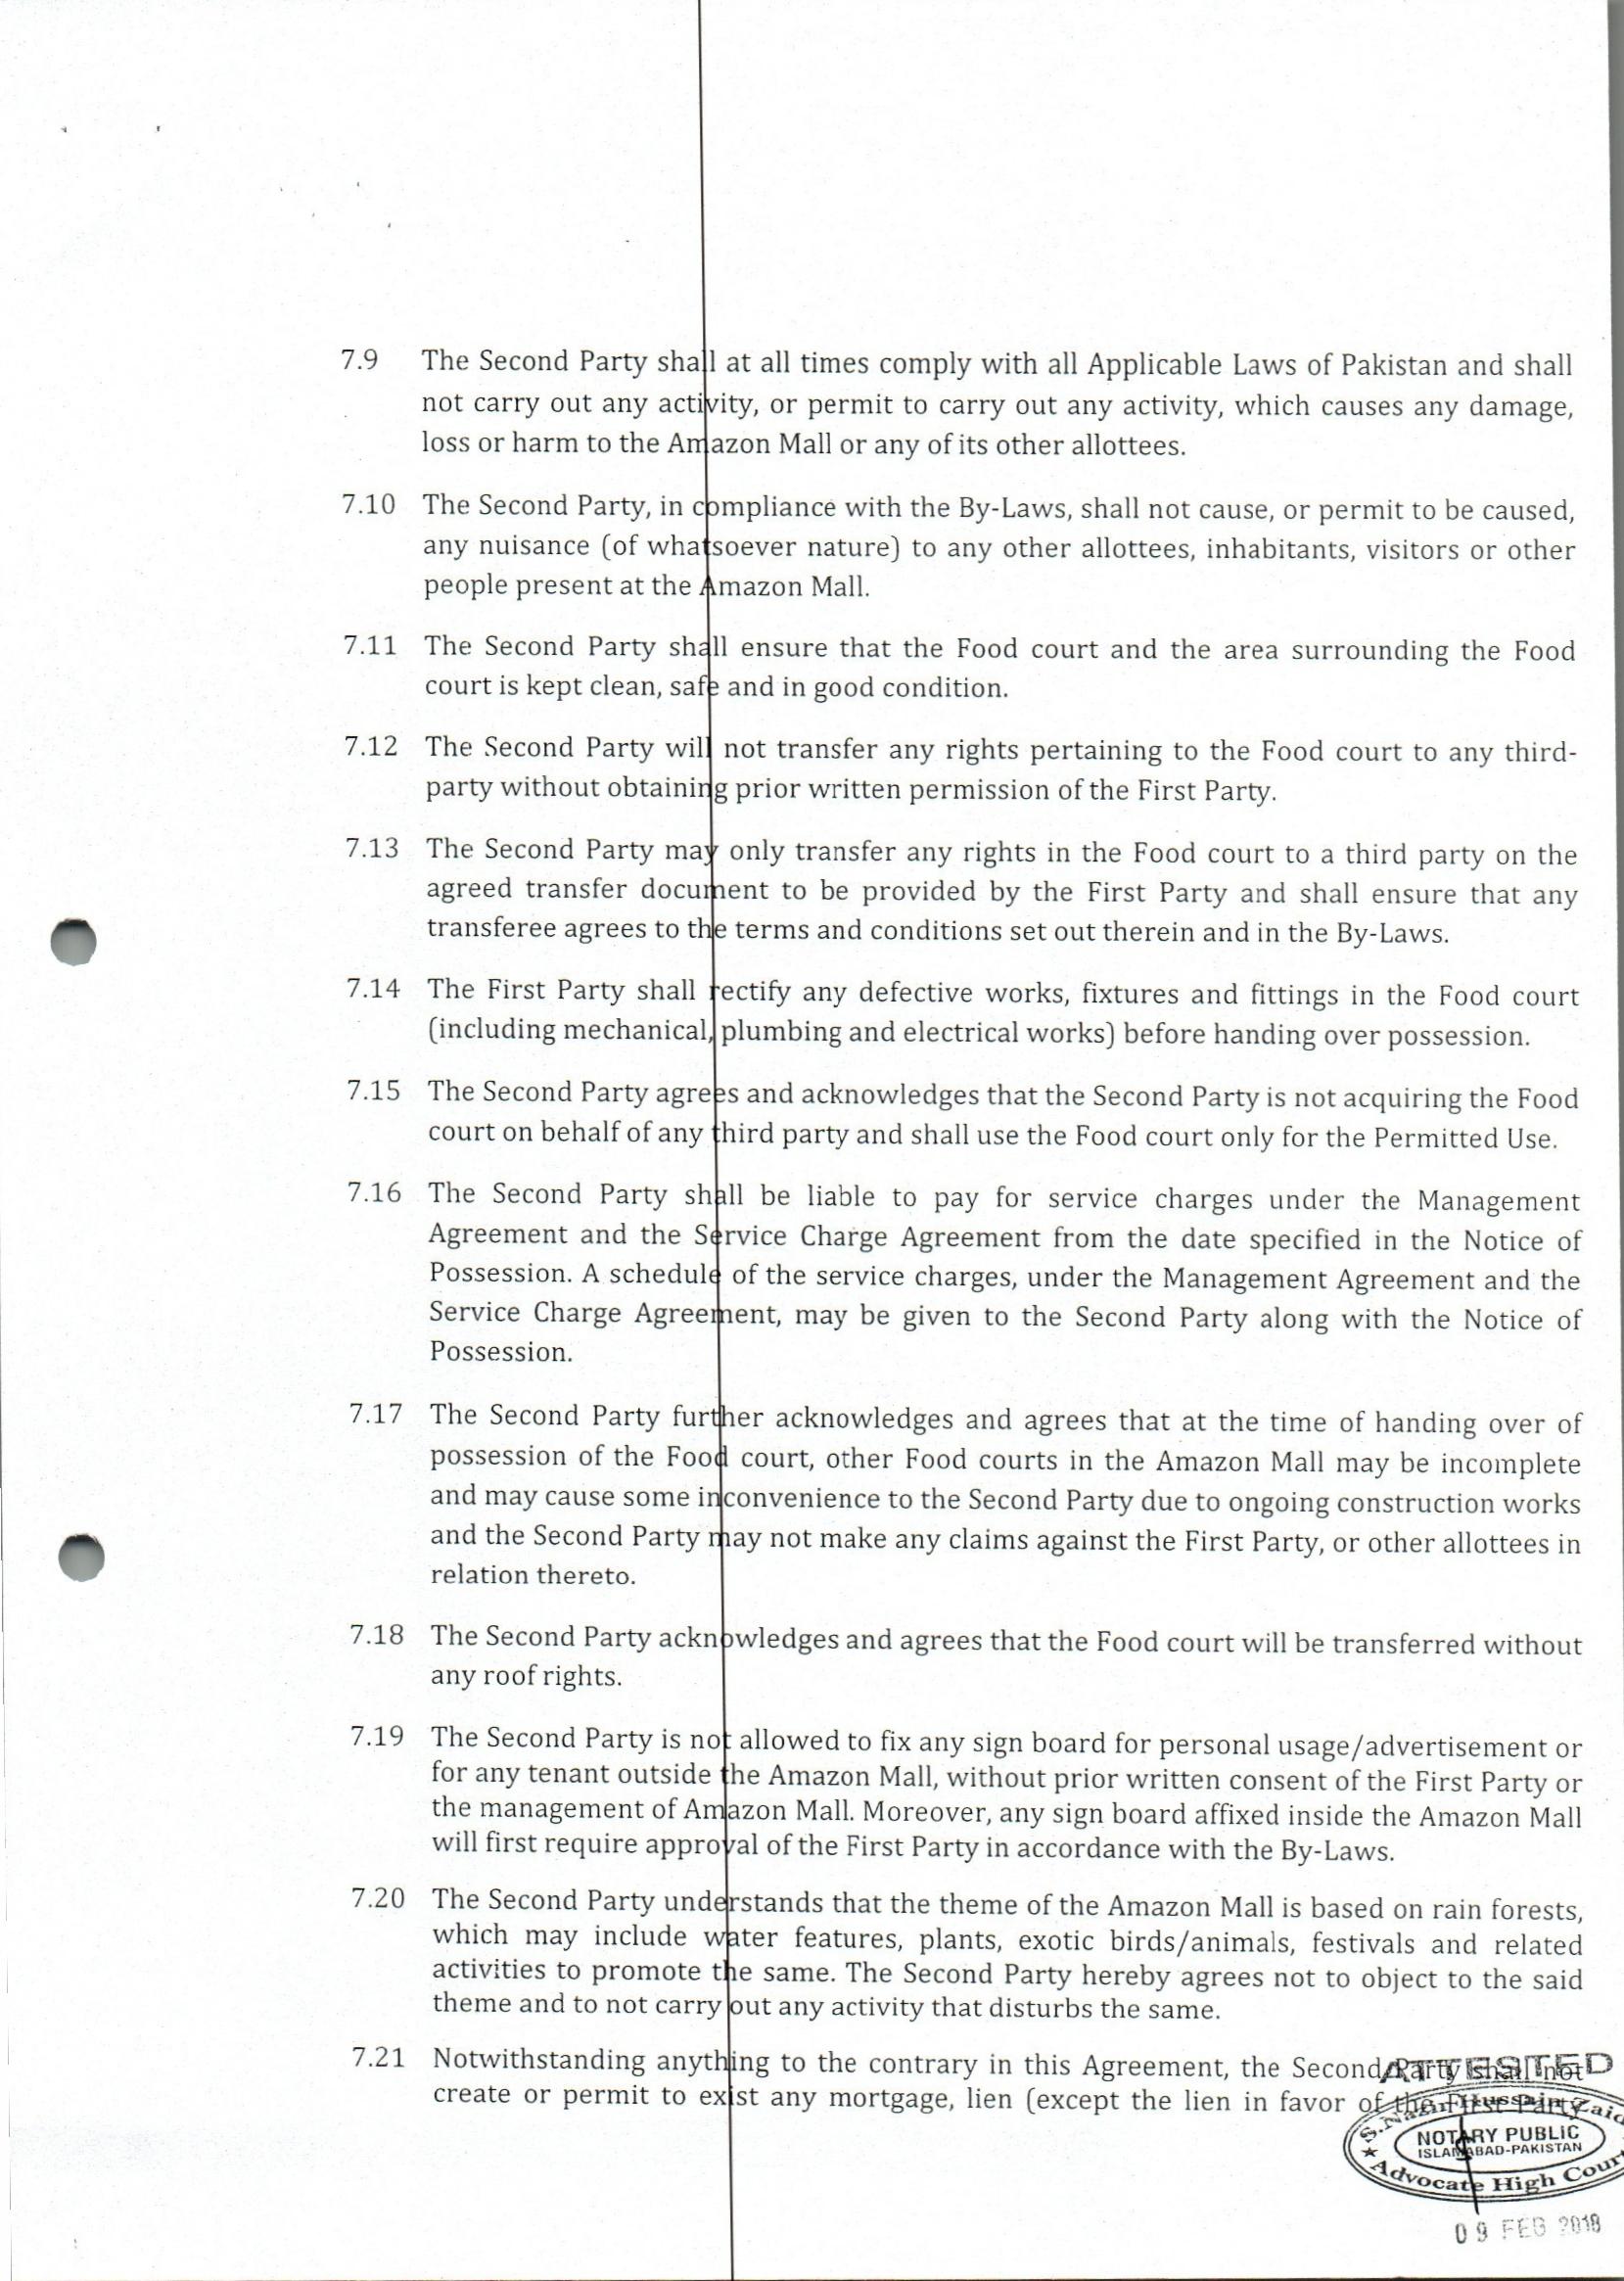 7.9 The Second Party shall at all times comply with all Applicable Laws of Pakistan and shall
not carry out any activity, or permit to carry out any activity, which causes any damage,
loss or harm to the Amazon Mall or any of its other allottees.
7.10 The Second Party, in compliance with the By-Laws, shall not cause, or permit to be caused,
any nuisance (of whatsoever nature) to any other allottees, inhabitants, visitors or other
people present at the Amazon Mall.
7.11 The Second Party shall ensure that the Food court and the area surrounding the Food
court is kept clean, safe and in good condition.
7.12 The Second Party will not transfer any rights pertaining to the Food court to any third-
party without obtaining prior written permission of the First Party.
7.13 The Second Party may only transfer any rights in the Food court to a third party on the
agreed transfer document to be provided by the First Party and shall ensure that any
transferee agrees to the terms and conditions set out therein and in the By-Laws.
7.14 The First Party shall rectify any defective works, fixtures and fittings in the Food court
(including mechanical, plumbing and electrical works) before handing over possession.
7.15 The Second Party agrees and acknowledges that the Second Party is not acquiring the Food
court on behalf of any third party and shall use the Food court only for the Permitted Use.
7.16 The Second Party shall be liable to pay for service charges under the Management
Agreement and the Service Charge Agreement from the date specified in the Notice of
Possession. A schedule of the service charges, under the Management Agreement and the
Service Charge Agreement, may be given to the Second Party along with the Notice of
Possession.
7.17 The Second Party further acknowledges and agrees that at the time of handing over of
possession of the Food court, other Food courts in the Amazon Mall may be incomplete
and may cause some inconvenience to the Second Party due to ongoing construction works
and the Second Party may not make any claims against the First Party, or other allottees in
relation thereto.
7.18 The Second Party acknowledges and agrees that the Food court will be transferred without
any roof rights.
7.19 The Second Party is not allowed to fix any sign board for personal usage/advertisement or
for any tenant outside the Amazon Mall, without prior written consent of the First Party or
the management of Amazon Mall. Moreover, any sign board affixed inside the Amazon Mall
will first require approval of the First Party in accordance with the By-Laws.
7.20 The Second Party understands that the theme of the Amazon Mall is based on rain forests,
which may include water features, plants, exotic birds/animals, festivals and related
activities to promote the same. The Second Party hereby agrees not to object to the said
theme and to not carry out any activity that disturbs the same.
7.21 Notwithstanding anything to the contrary in this Agreement, the Second Party shall not
create or permit to exist any mortgage, lien (except the lien in favor of the First Party
ATTESTED
Hussain
NOTARY PUBLIC
ISLAMABAD-PAKISTAN
Advocate High Court
09 FEB 2018